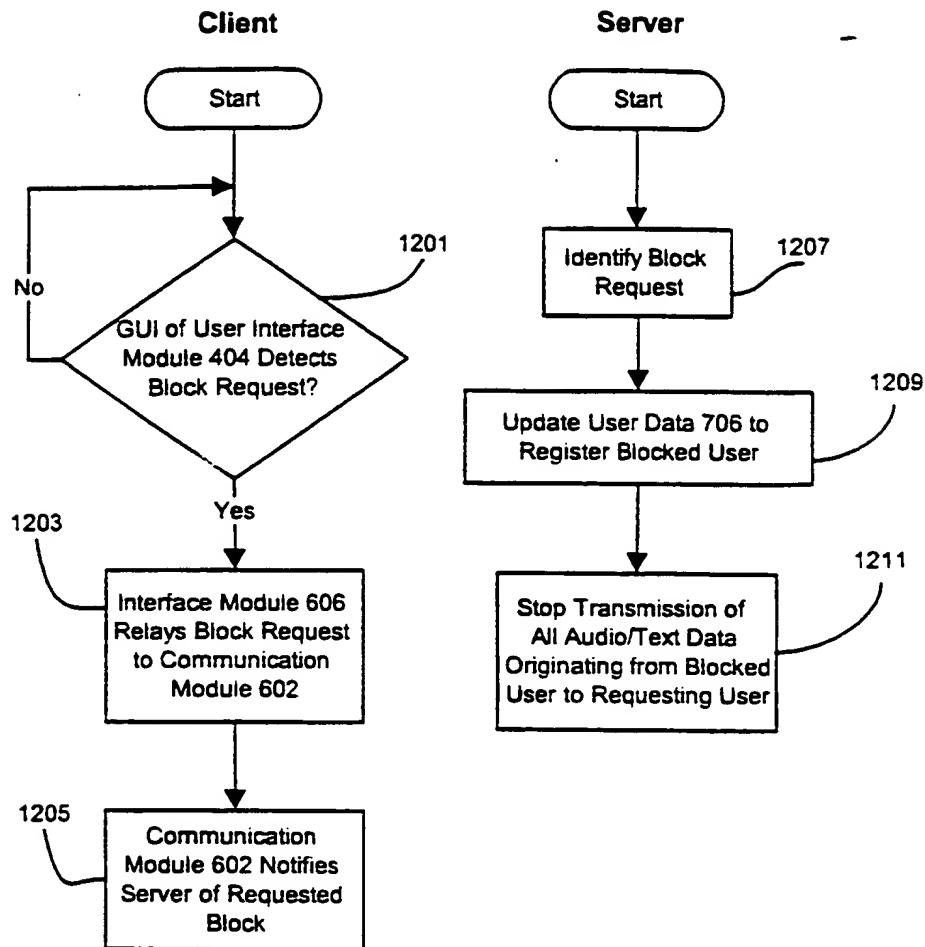 Client
Start
1201
No
GUI of User Interface
Module 404 Detects
Block Request?
Yes
1203
Interface Module 606
Relays Block Request
to Communication
Module 602
1205
Communication
Module 602 Notifies
Server of Requested
Block
Server
Start
Identify Block
Request
1207
1209
Update User Data 706 to
Register Blocked User
1211
Stop Transmission of
All Audio/Text Data
Originating from Blocked
User to Requesting User